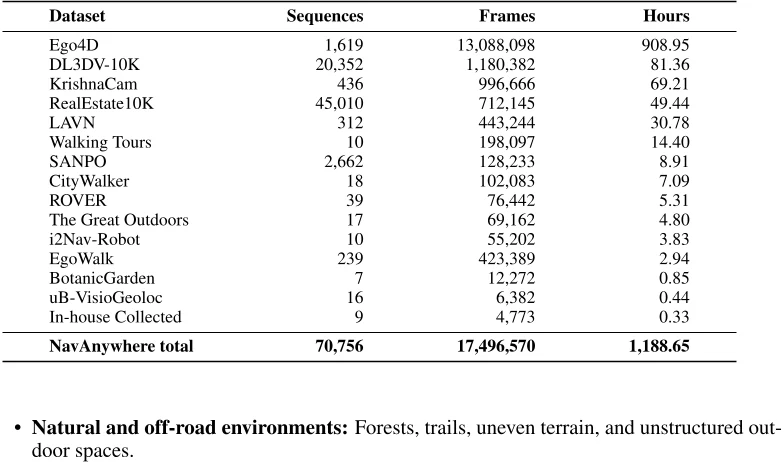 Dataset Sequences Frames Hours
Ego4D 1,619 13,088,098 908.95
DL3DV-10K 20,352 1,180,382 81.36
KrishnaCam 436 996,666 69.21
RealEstate10K 45,010 712,145 49.44
LAVN 312 443,244 30.78
Walking Tours 10 198,097 14.40
SANPO 2,662 128,233 8.91
CityWalker 18 102,083 7.09
ROVER 39 76,442 5.31
The Great Outdoors 17 69,162 4.80
i2Nav-Robot 10 55,202 3.83
EgoWalk 239 423,389 2.94
BotanicGarden 7 12,272 0.85
uB-VisioGeoloc 16 6,382 0.44
In-house Collected 9 4,773 0.33
NavAnywhere total 70,756 17,496,570 1,188.65
• Natural and off-road environments: Forests, trails, uneven terrain, and unstructured out-
door spaces.